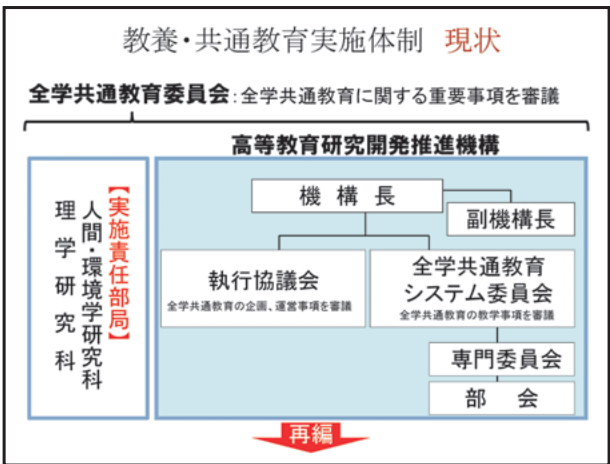 教養・共通教育実施体制 現状
全学共通教育委員会:全学共通教育に関する重要事項を審議
【実施責任部局】
人間・環境学研究科
理学研究科
高等教育研究開発推進機構
機構長
副機構長
執行協議会
全学共通教育の企画、運営事項を審議
全学共通教育
システム委員会
全学共通教育の教学事項を審議
専門委員会
部会
再編